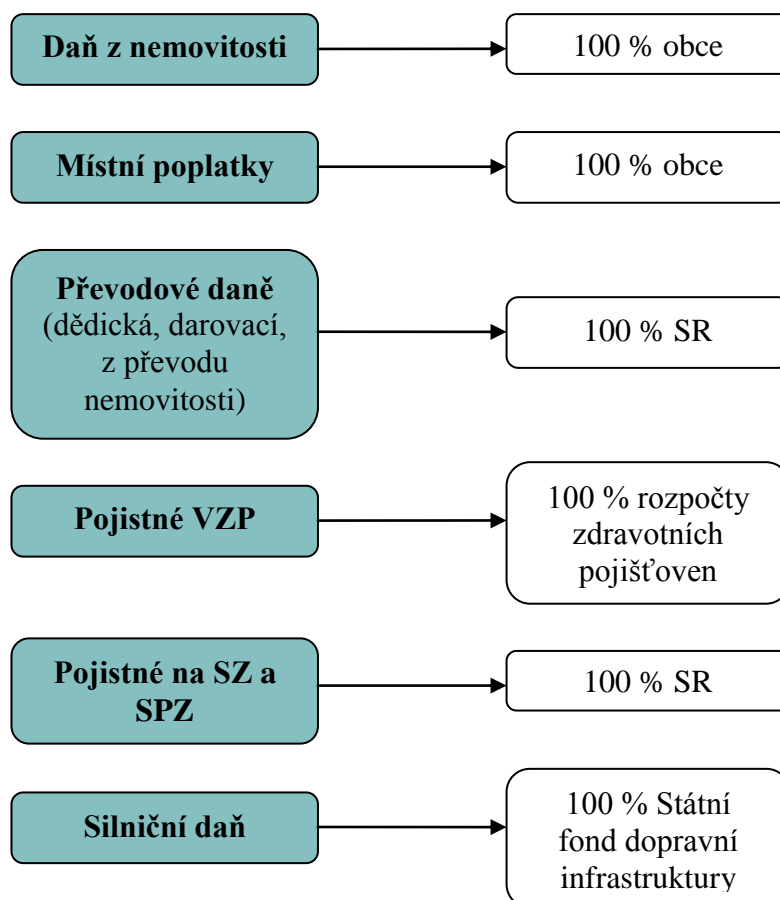 Daň z nemovitosti
100 % obce
Místní poplatky
100 % obce
Převodové daně
(dědická, darovací,
z převodu
nemovitosti)
100 % SR
Pojistné VZP
100 % rozpočty
zdravotních
pojišťoven
Pojistné na SZ a
SPZ
100 % SR
Silniční daň
100 % Státní
fond dopravní
infrastruktury